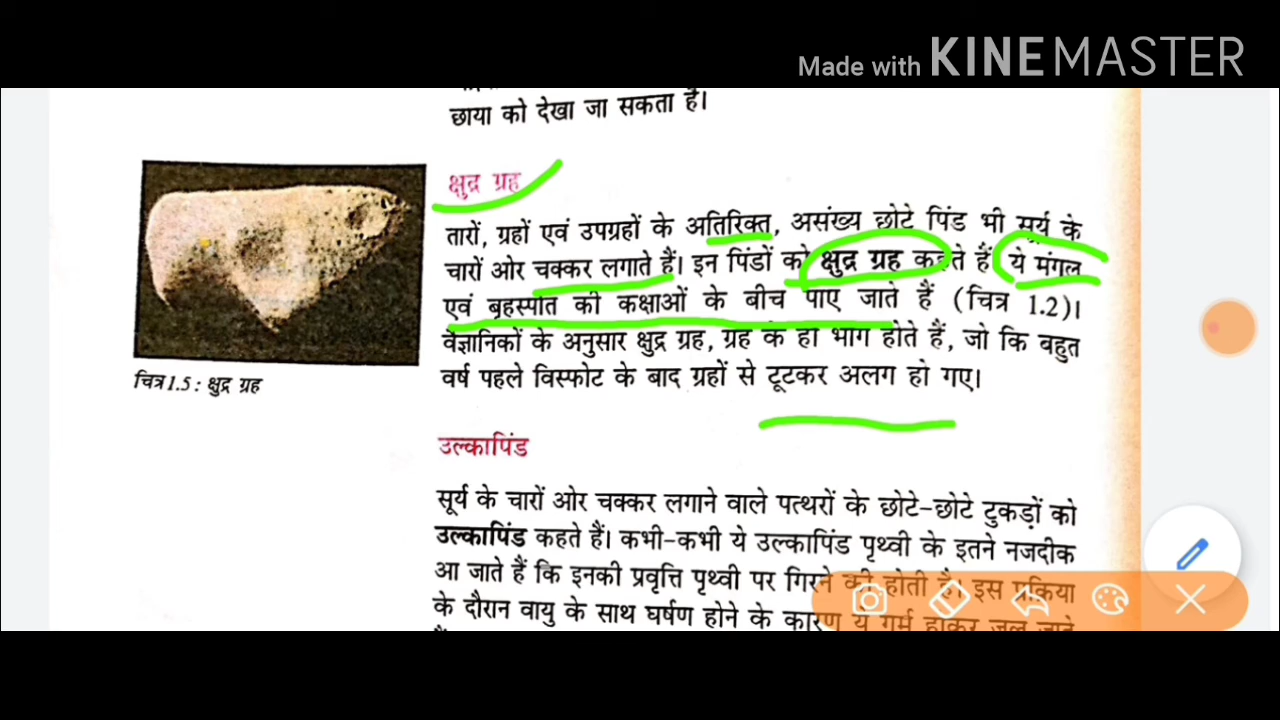 Made with KINEMASTER
छाया को देखा जा सकता है।
क्षुद्र ग्रह
तारों, ग्रहों एवं उपग्रहों के अतिरिक्त, असंख्य छोटे पिंड भी सूर्य के
चारों ओर चक्कर लगाते हैं। इन पिंडों को क्षुद्र ग्रह कहते हैं ये मंगल
एवं बृहस्पति की कक्षाओं के बीच पाए जाते हैं (चित्र 1.2)।
वैज्ञानिकों के अनुसार क्षुद्र ग्रह, ग्रह के ही भाग होते हैं, जो कि बहुत
वर्ष पहले विस्फोट के बाद ग्रहों से टूटकर अलग हो गए।
चित्र 1.5 : क्षुद्र ग्रह
उल्कापिंड
सूर्य के चारों ओर चक्कर लगाने वाले पत्थरों के छोटे-छोटे टुकड़ों को
उल्कापिंड कहते हैं। कभी-कभी ये उल्कापिंड पृथ्वी के इतने नजदीक
आ जाते हैं कि इनकी प्रवृत्ति पृथ्वी पर गिरने की होती है। इस प्रक्रिया
के दौरान वायु के साथ घर्षण होने के कारण ये गर्म होकर जल जाते